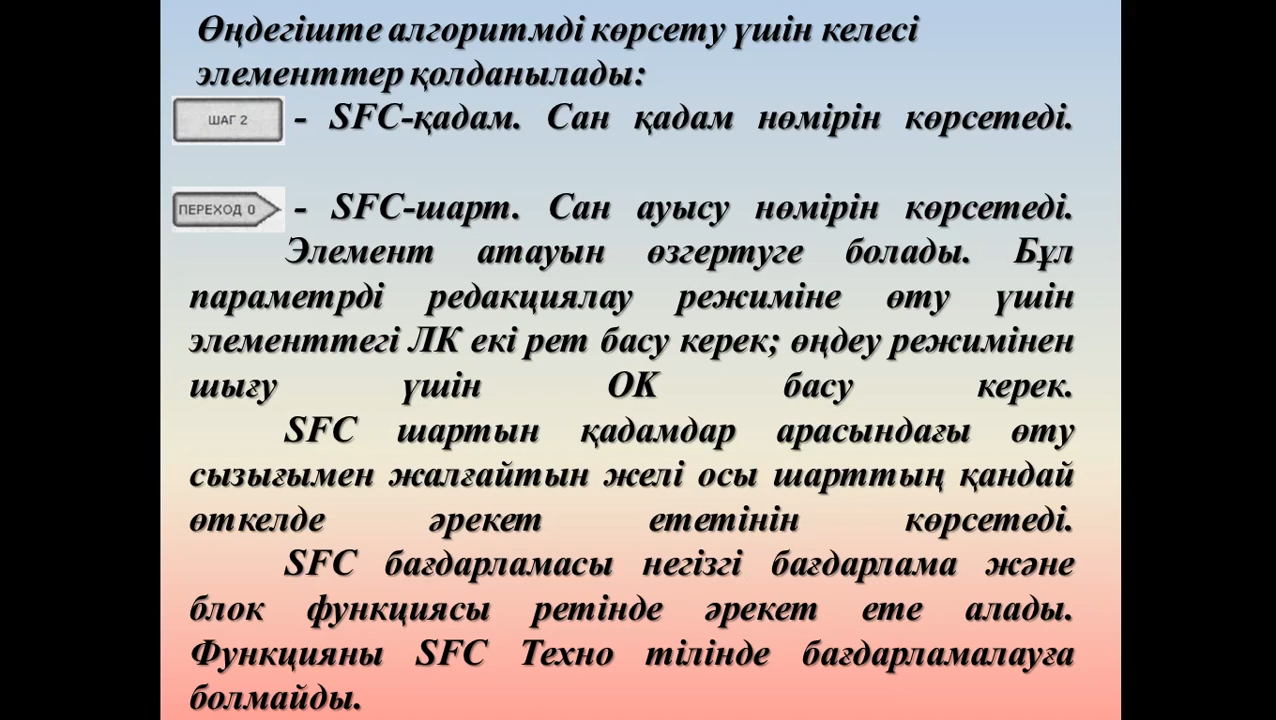 Өңдегіште алгоритмді көрсету үшін келесі
элементтер қолданылады:
ШАГ 2 - SFC-қадам. Сан қадам нөмірін көрсетеді.
ПЕРЕХОД 0 - SFC-шарт. Сан ауысу нөмірін көрсетеді.
Элемент атауын өзгертуге болады. Бұл
параметрді редакциялау режиміне өту үшін
элементтегі ЛК екі рет басу керек; өңдеу режимінен
шығу үшін ОК басу керек.
SFC шартын қадамдар арасындағы өту
сызығымен жалғайтын желі осы шарттың қандай
өткелде әрекет ететінін көрсетеді.
SFC бағдарламасы негізгі бағдарлама және
блок функциясы ретінде әрекет ете алады.
Функцияны SFC Техно тілінде бағдарламалауға
болмайды.